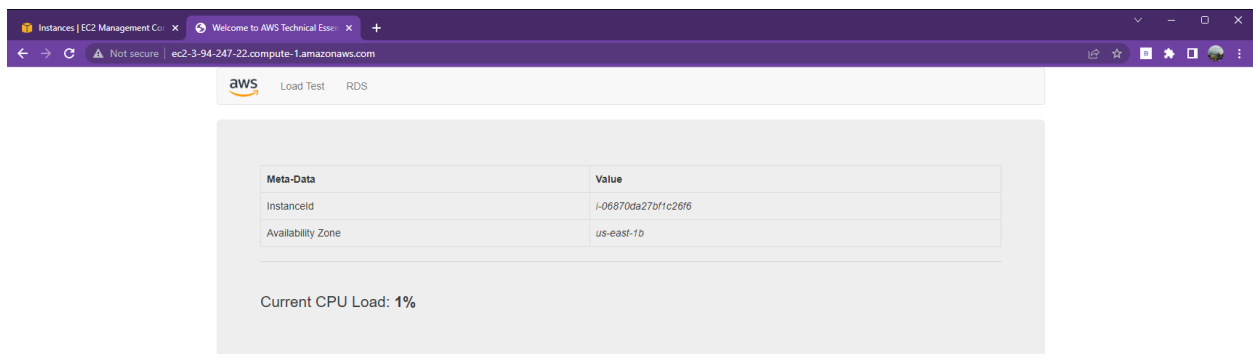 Instances | EC2 Management Co
Welcome to AWS Technical Essen
Not secure | ec2-3-94-247-22.compute-1.amazonaws.com
aws Load Test RDS
Meta-Data Value
InstanceId i-06870da27bf1c26f6
Availability Zone us-east-1b
Current CPU Load: 1%